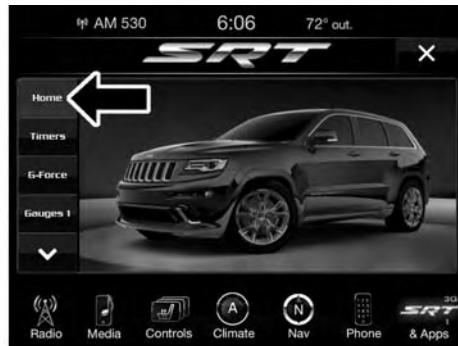 AM 530 6:06 72° out.
SRT
Home
Timers
G-Force
Gauges 1
3G
SRT
Radio Media Controls Climate Nav Phone & Apps
A
N